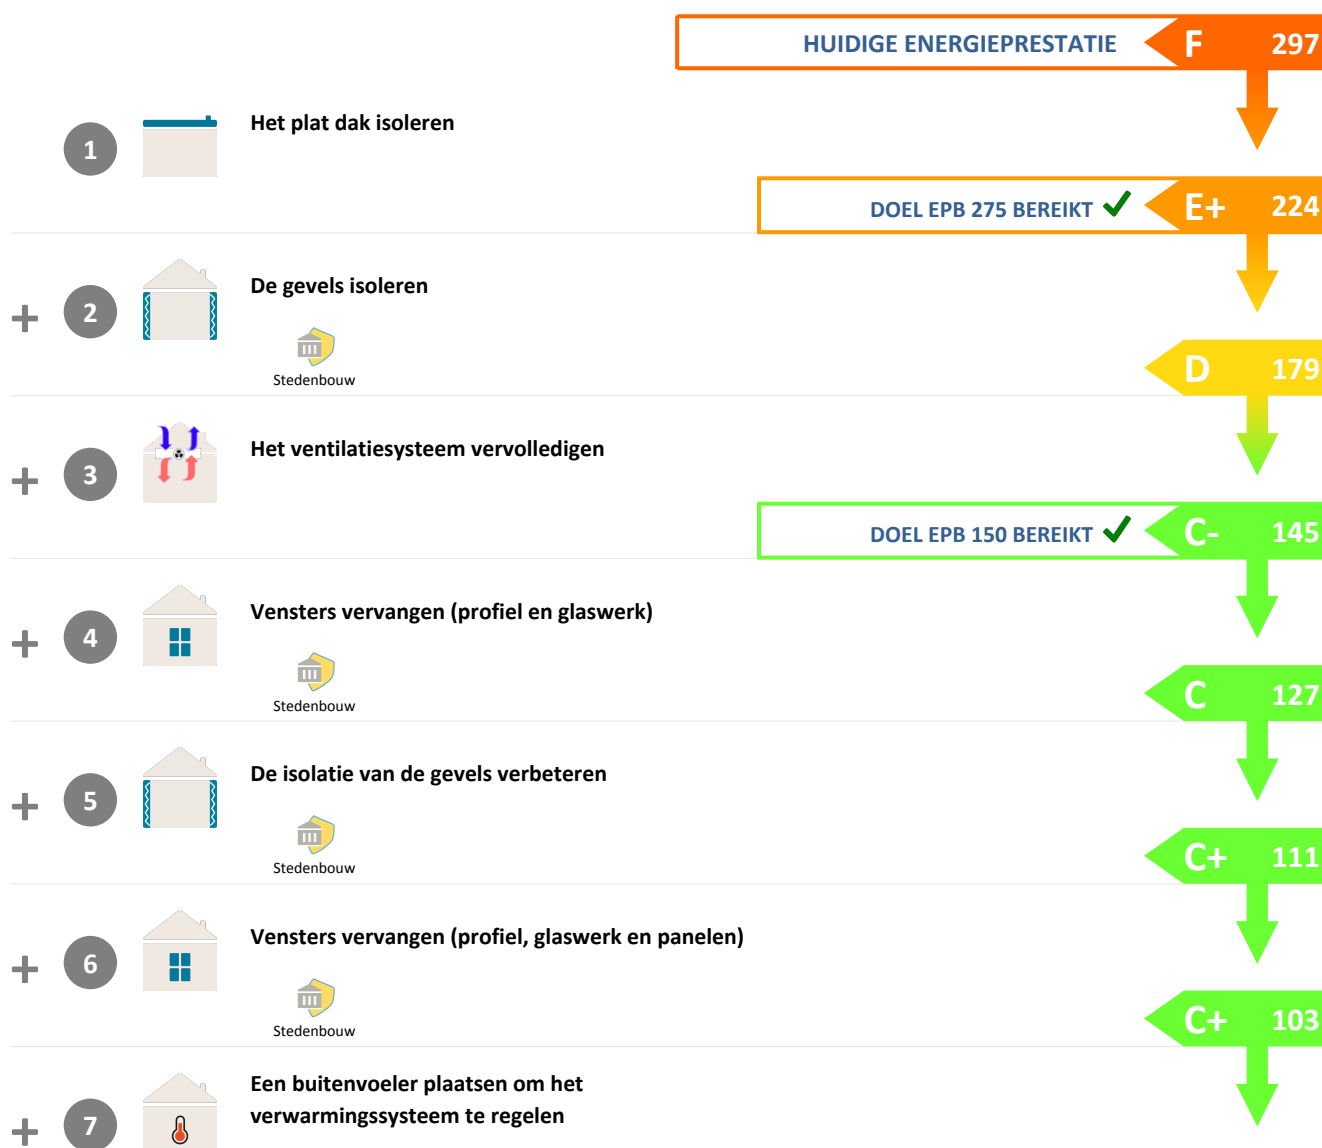 HUIDIGE ENERGIEPRESTATIE F 297
1 Het plat dak isoleren
DOEL EPB 275 BEREIKT E+ 224
+ 2 De gevels isoleren
Stedenbouw
D 179
+ 3 Het ventilatiesysteem vervolledigen
DOEL EPB 150 BEREIKT C- 145
+ 4 Vensters vervangen (profiel en glaswerk)
Stedenbouw
C 127
+ 5 De isolatie van de gevels verbeteren
Stedenbouw
C+ 111
+ 6 Vensters vervangen (profiel, glaswerk en panelen)
Stedenbouw
C+ 103
+ 7 Een buitenvoeler plaatsen om het
verwarmingssysteem te regelen